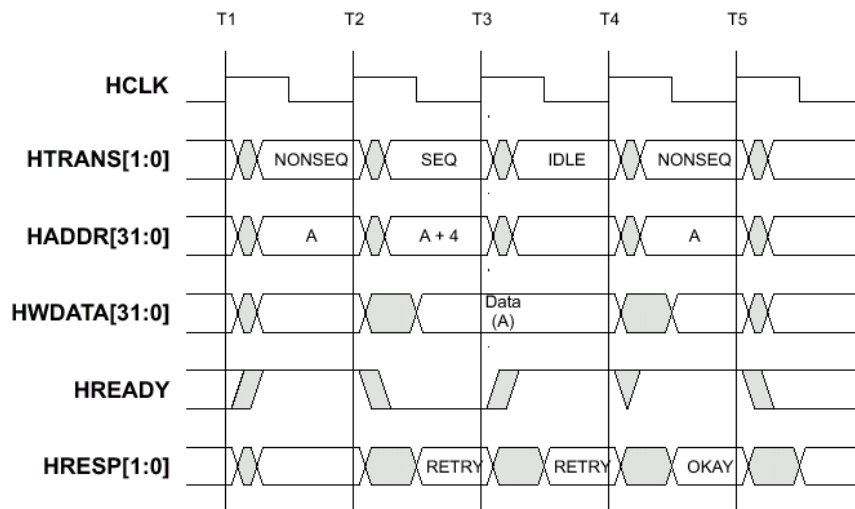 T1 T2 T3 T4 T5
HCLK
HTRANS[1:0] NONSEQ SEQ IDLE NONSEQ
HADDR[31:0] A A + 4 A
HWDATA[31:0] Data
(A)
HREADY
HRESP[1:0] RETRY RETRY OKAY